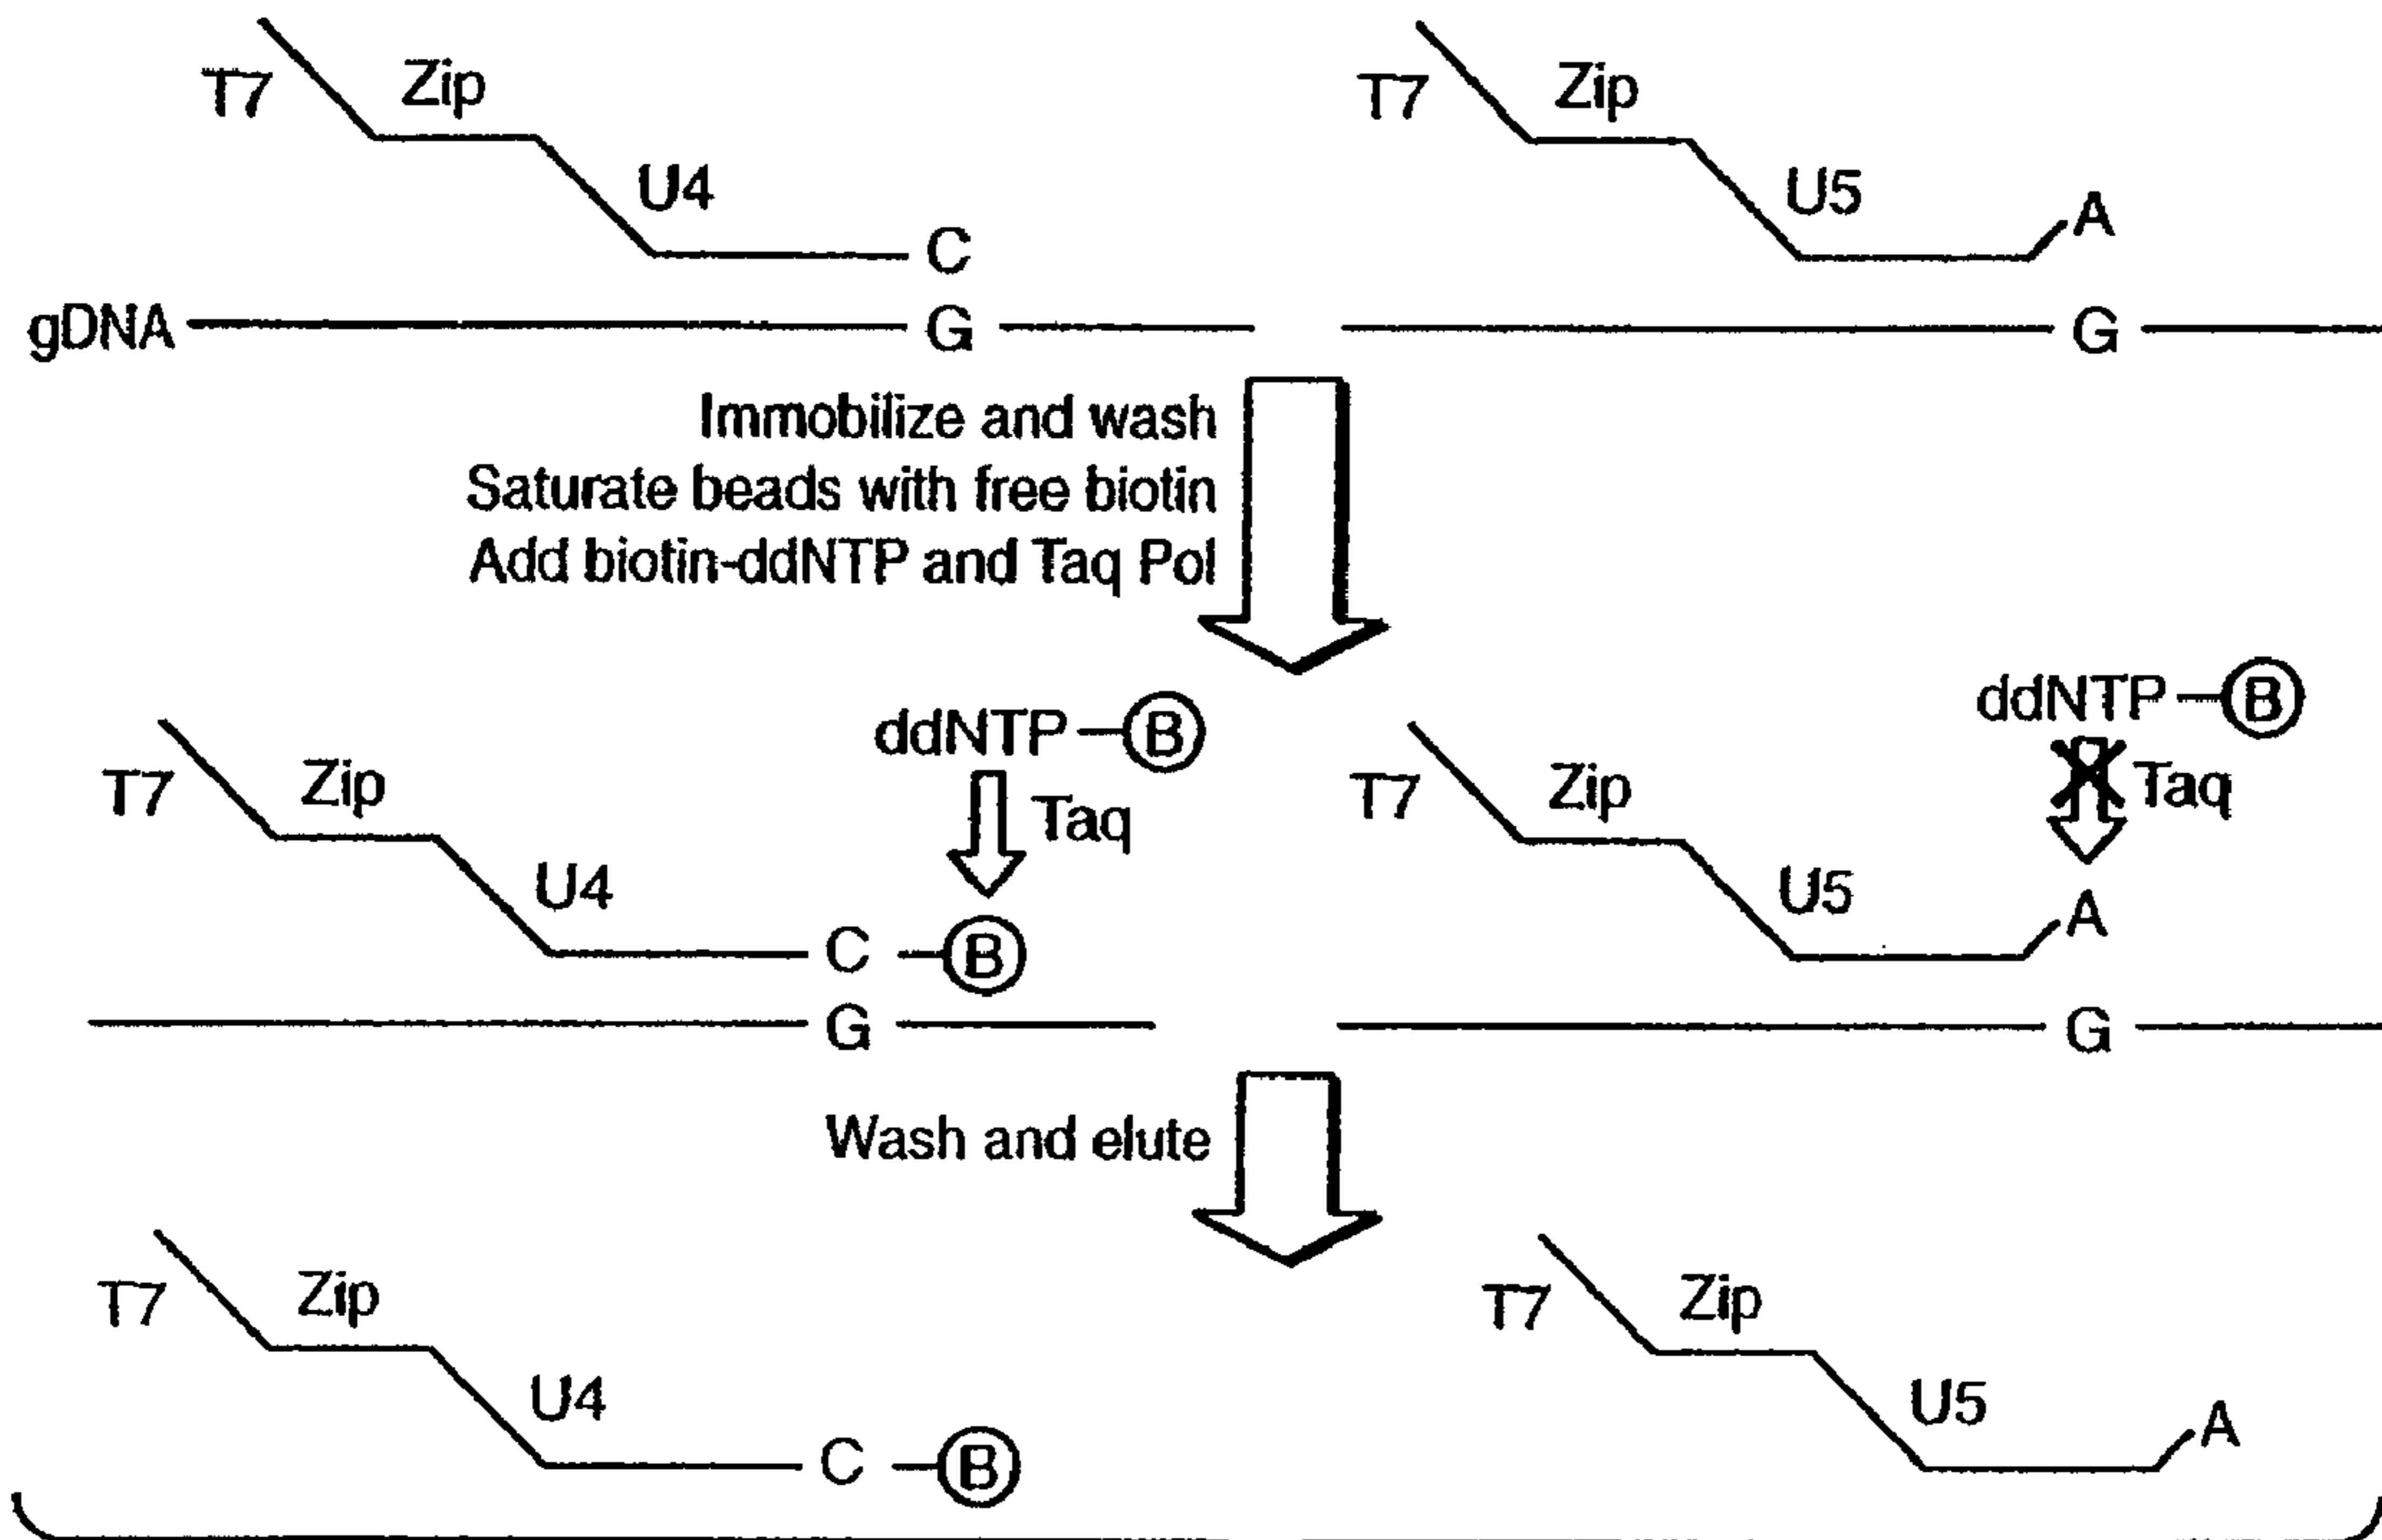 T7 Zip T7 Zip
U4 U5
C A
gDNA G G
Immobilize and wash
Saturate beads with free biotin
Add biotin-ddNTP and Taq Pol
ddNTP B ddNTP B
T7 Zip Taq T7 Zip Taq
U4 U5
C B A
G G
Wash and elute
T7 Zip T7 Zip
U4 U5
C B A